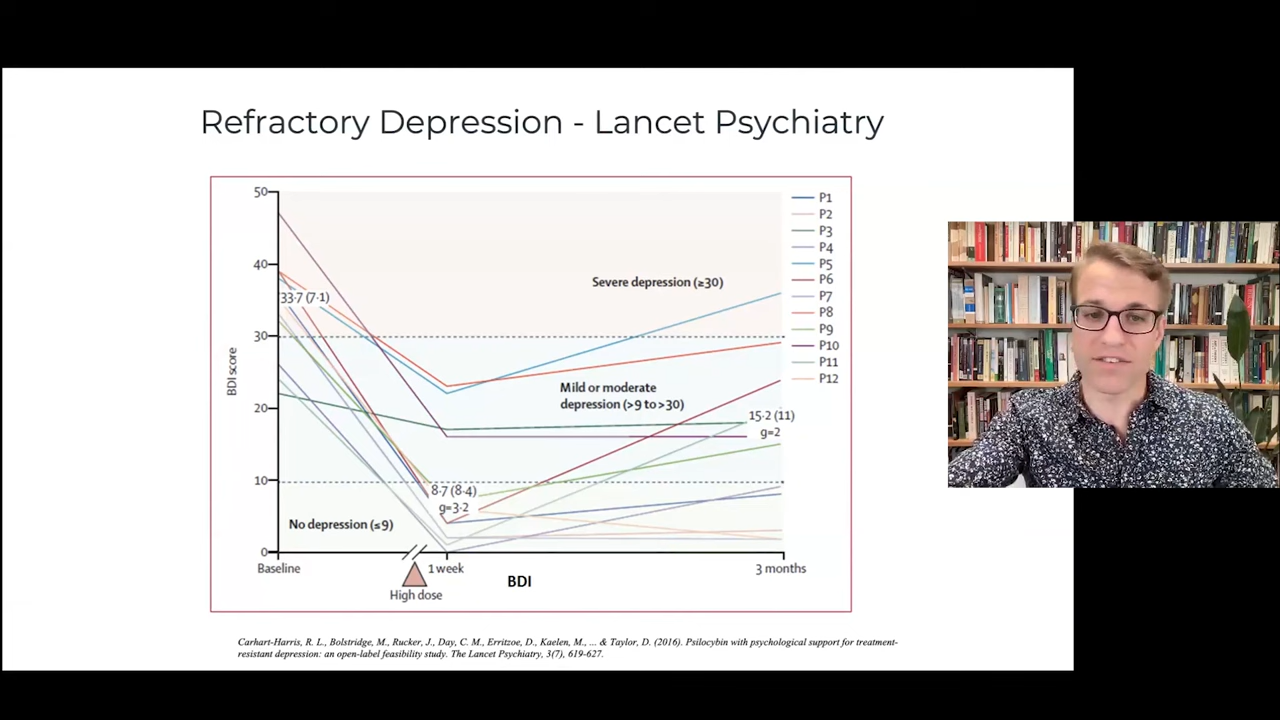 Refractory Depression - Lancet Psychiatry
50
40
30
20
10
0
BDI score
33·7 (7·1)
Severe depression (≥30)
Mild or moderate
depression (>9 to>30)
15·2 (11)
g=2
8·7 (8·4)
g=3·2
No depression (≤9)
Baseline
1 week
3 months
High dose
BDI
P1
P2
P3
P4
P5
P6
P7
P8
P9
P10
P11
P12
Carhart-Harris, R. L., Bolstridge, M., Rucker, J., Day, C. M., Erritzoe, D., Kaelen, M., ... & Taylor, D. (2016). Psilocybin with psychological support for treatment-
resistant depression: an open-label feasibility study. The Lancet Psychiatry, 3(7), 619-627.